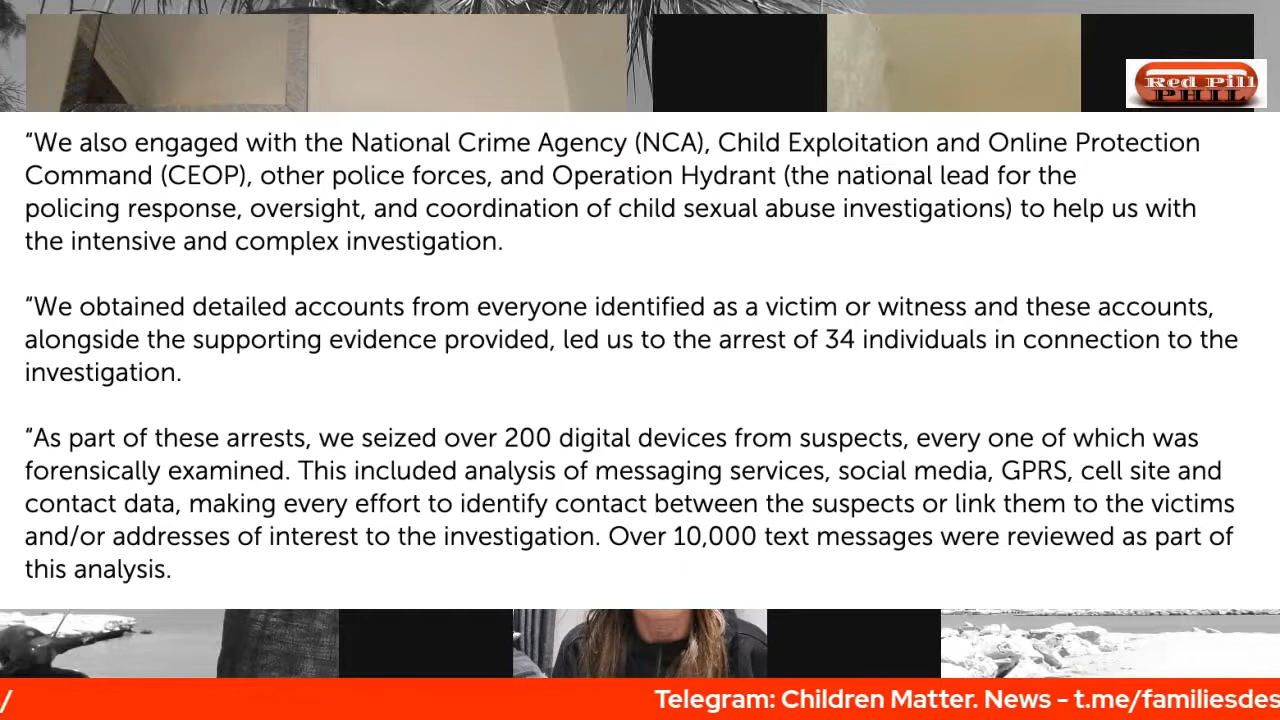 Red Pill
PHIL
“We also engaged with the National Crime Agency (NCA), Child Exploitation and Online Protection
Command (CEOP), other police forces, and Operation Hydrant (the national lead for the
policing response, oversight, and coordination of child sexual abuse investigations) to help us with
the intensive and complex investigation.
“We obtained detailed accounts from everyone identified as a victim or witness and these accounts,
alongside the supporting evidence provided, led us to the arrest of 34 individuals in connection to the
investigation.
“As part of these arrests, we seized over 200 digital devices from suspects, every one of which was
forensically examined. This included analysis of messaging services, social media, GPRS, cell site and
contact data, making every effort to identify contact between the suspects or link them to the victims
and/or addresses of interest to the investigation. Over 10,000 text messages were reviewed as part of
this analysis.
/ Telegram: Children Matter. News - t.me/familiesdes